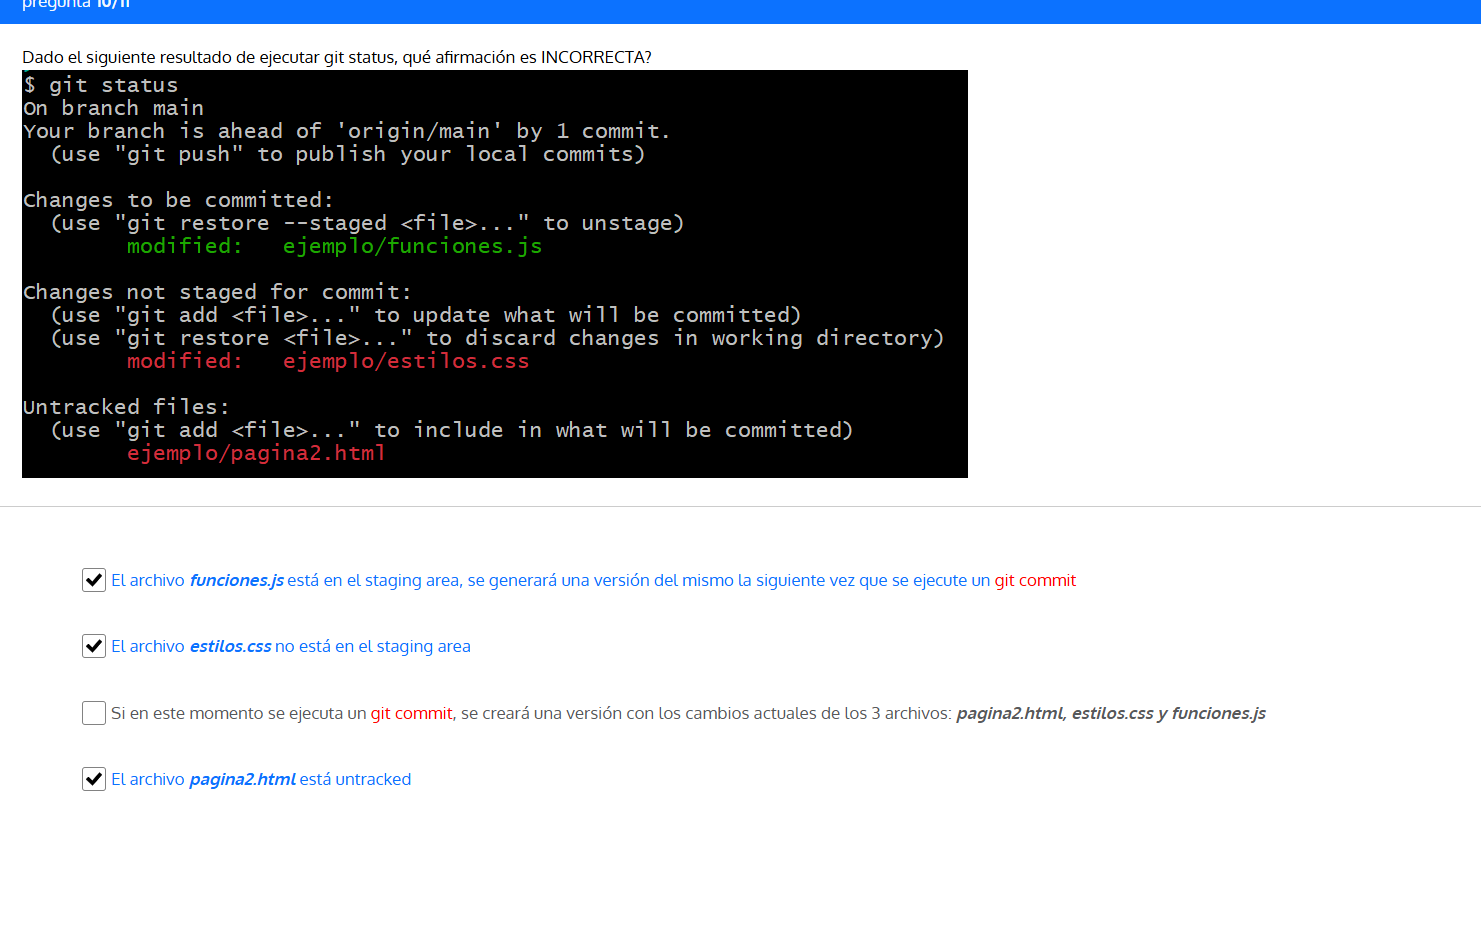 pregunta 10/11
Dado el siguiente resultado de ejecutar git status, qué afirmación es INCORRECTA?
$ git status
On branch main
Your branch is ahead of 'origin/main' by 1 commit.
(use "git push" to publish your local commits)
Changes to be committed:
(use "git restore --staged <file>..." to unstage)
modified: ejemplo/funciones.js
Changes not staged for commit:
(use "git add <file>..." to update what will be committed)
(use "git restore <file>..." to discard changes in working directory)
modified: ejemplo/estilos.css
Untracked files:
(use "git add <file>..." to include in what will be committed)
ejemplo/pagina2.html
El archivo funciones.js está en el staging area, se generará una versión del mismo la siguiente vez que se ejecute un git commit
El archivo estilos.css no está en el staging area
Si en este momento se ejecuta un git commit, se creará una versión con los cambios actuales de los 3 archivos: pagina2.html, estilos.css y funciones.js
El archivo pagina2.html está untracked